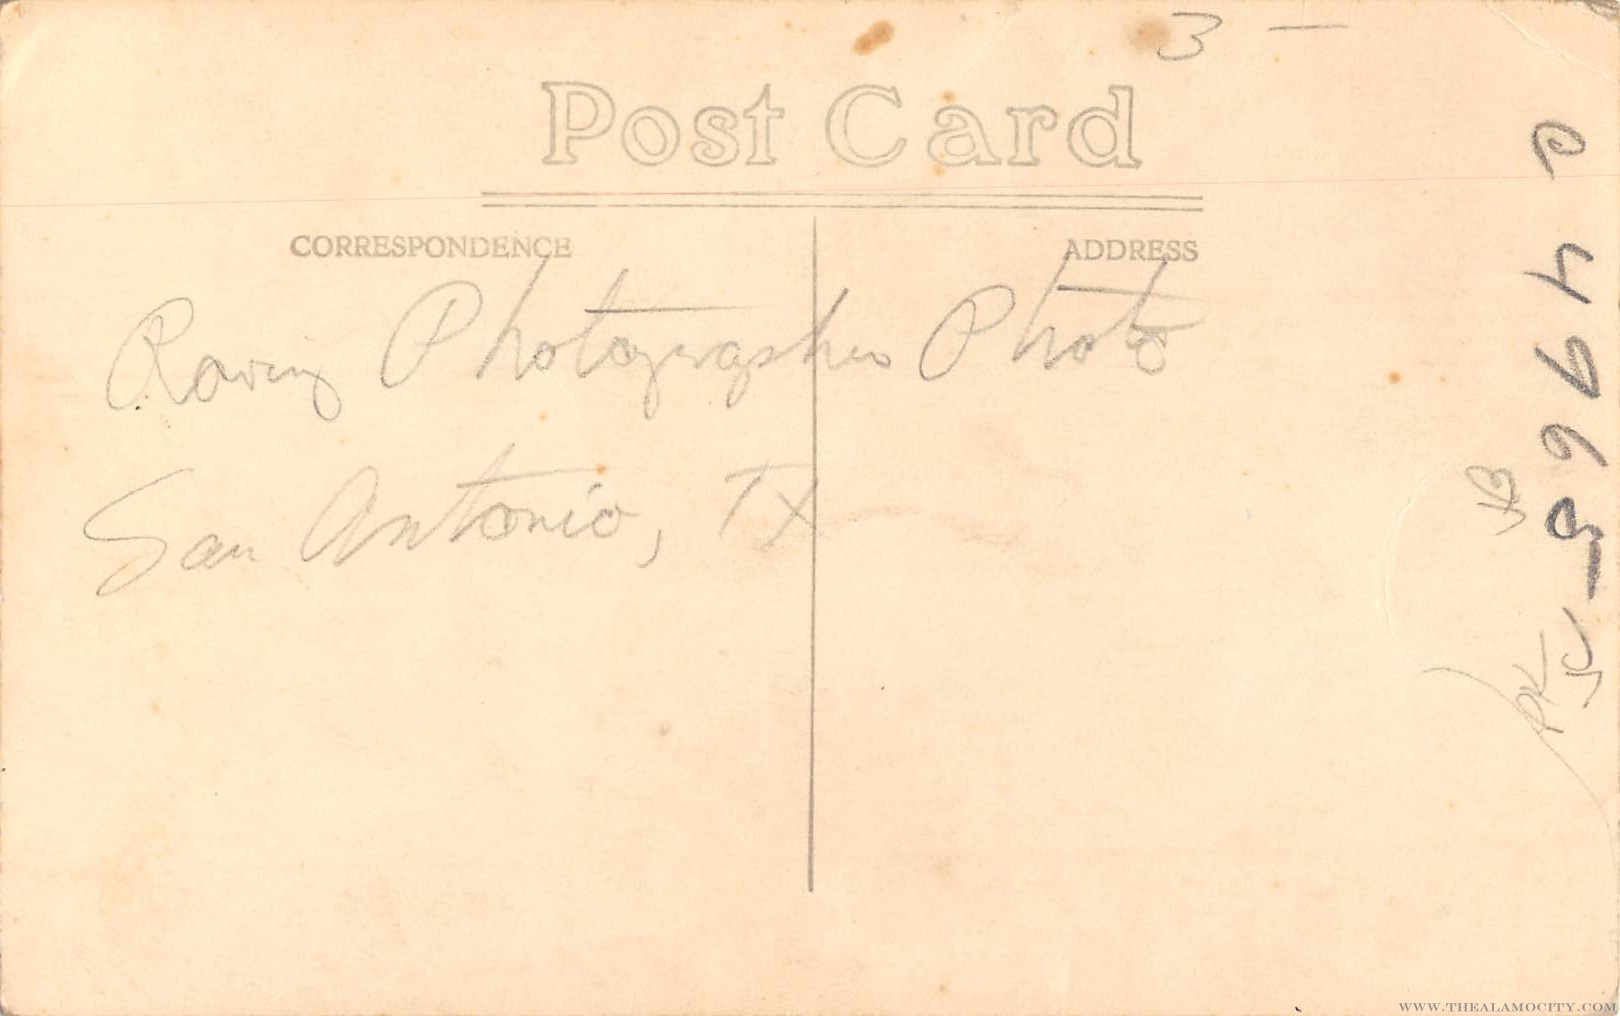 3 —
Post Card
CORRESPONDENCE
ADDRESS
Roving Photographer Photo
San Antonio, TX
WWW.THEALAMOCITY.COM